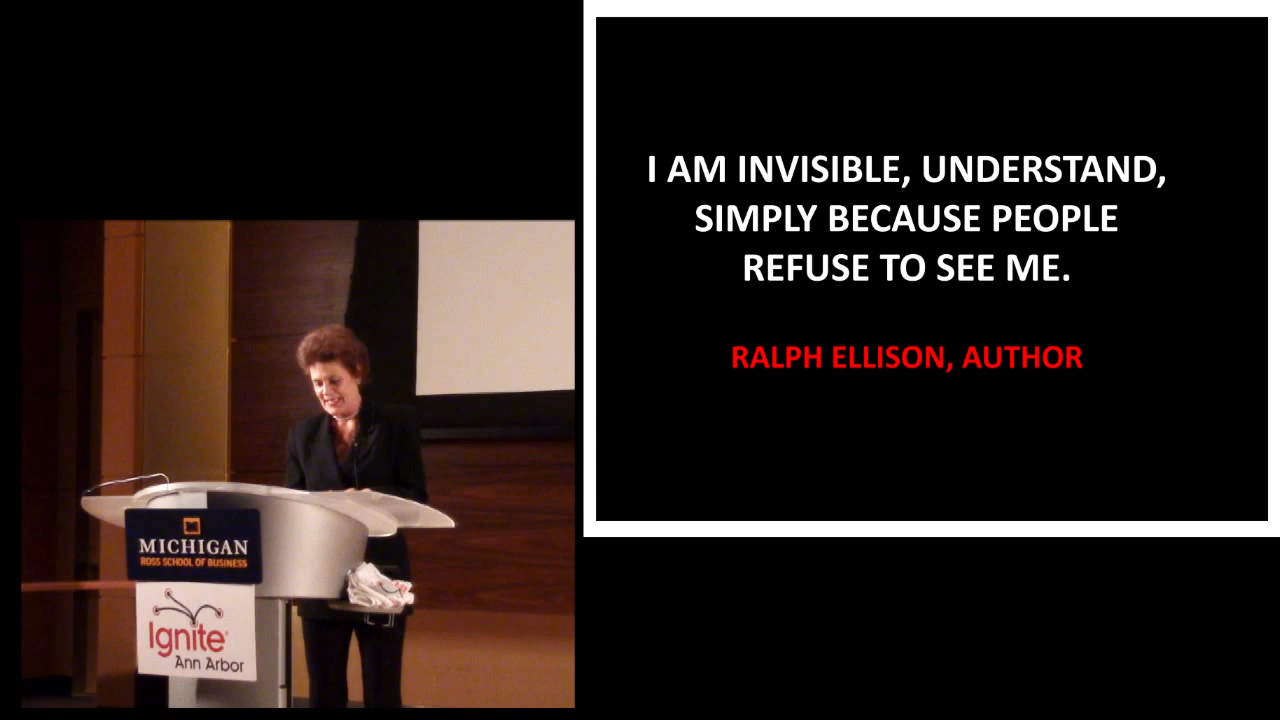 I AM INVISIBLE, UNDERSTAND,
SIMPLY BECAUSE PEOPLE
REFUSE TO SEE ME.
RALPH ELLISON, AUTHOR
MICHIGAN
ROSS SCHOOL OF BUSINESS
Ignite
Ann Arbor